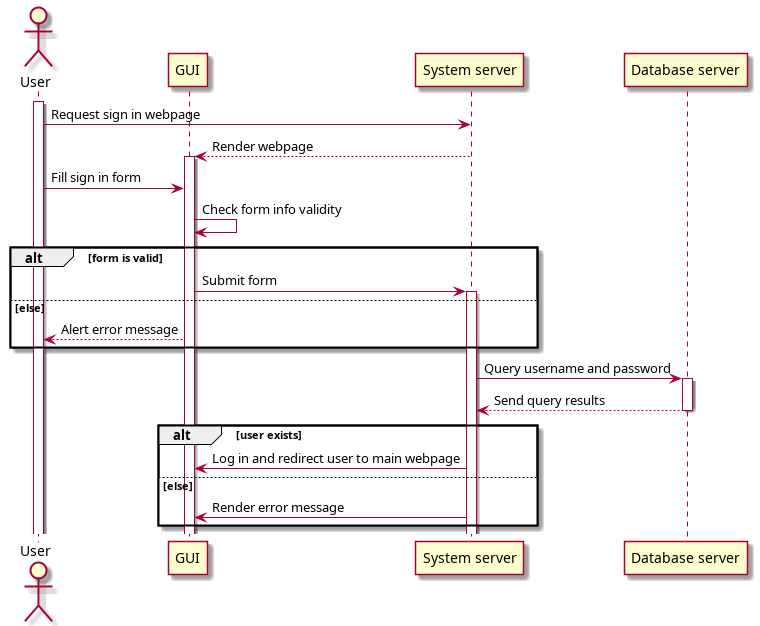 User
GUI
System server
Database server
Request sign in webpage
Render webpage
Fill sign in form
Check form info validity
alt [form is valid]
Submit form
[else]
Alert error message
Query username and password
Send query results
alt [user exists]
Log in and redirect user to main webpage
[else]
Render error message
User
GUI
System server
Database server